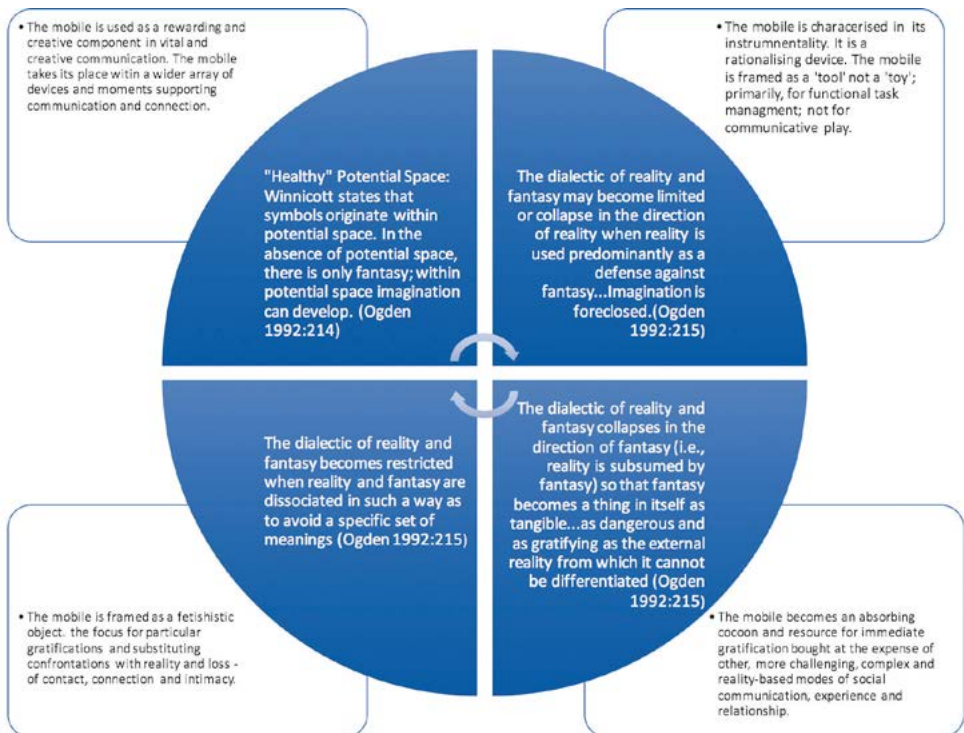 • The mobile is used as a rewarding and
creative component in vital and
creative communication. The mobile
takes its place within a wider array of
devices and moments supporting
communication and connection.
"Healthy" Potential Space:
Winnicott states that
symbols originate within
potential space. In the
absence of potential space,
there is only fantasy; within
potential space imagination
can develop. (Ogden
1992:214)
• The mobile is characerised in its
instrumnentality. It is a
rationalising device. The mobile
is framed as a 'tool' not a 'toy';
primarily, for functional task
managment; not for
communicative play.
The dialectic of reality and
fantasy may become limited
or collapse in the direction
of reality when reality is
used predominantly as a
defense against
fantasy...Imagination is
foreclosed.(Ogden
1992:215)
The dialectic of reality and
fantasy becomes restricted
when reality and fantasy are
dissociated in such a way as
to avoid a specific set of
meanings (Ogden 1992:215)
• The mobile is framed as a fetishistic
object. the focus for particular
gratifications and substituting
confrontations with reality and loss -
of contact, connection and intimacy.
The dialectic of reality and
fantasy collapses in the
direction of fantasy (i.e.,
reality is subsumed by
fantasy) so that fantasy
becomes a thing in itself as
tangible...as dangerous and
as gratifying as the external
reality from which it cannot
be differentiated (Ogden
1992:215)
• The mobile becomes an absorbing
cocoon and resource for immediate
gratification bought at the expense of
other, more challenging, complex and
reality-based modes of social
communication, experience and
relationship.